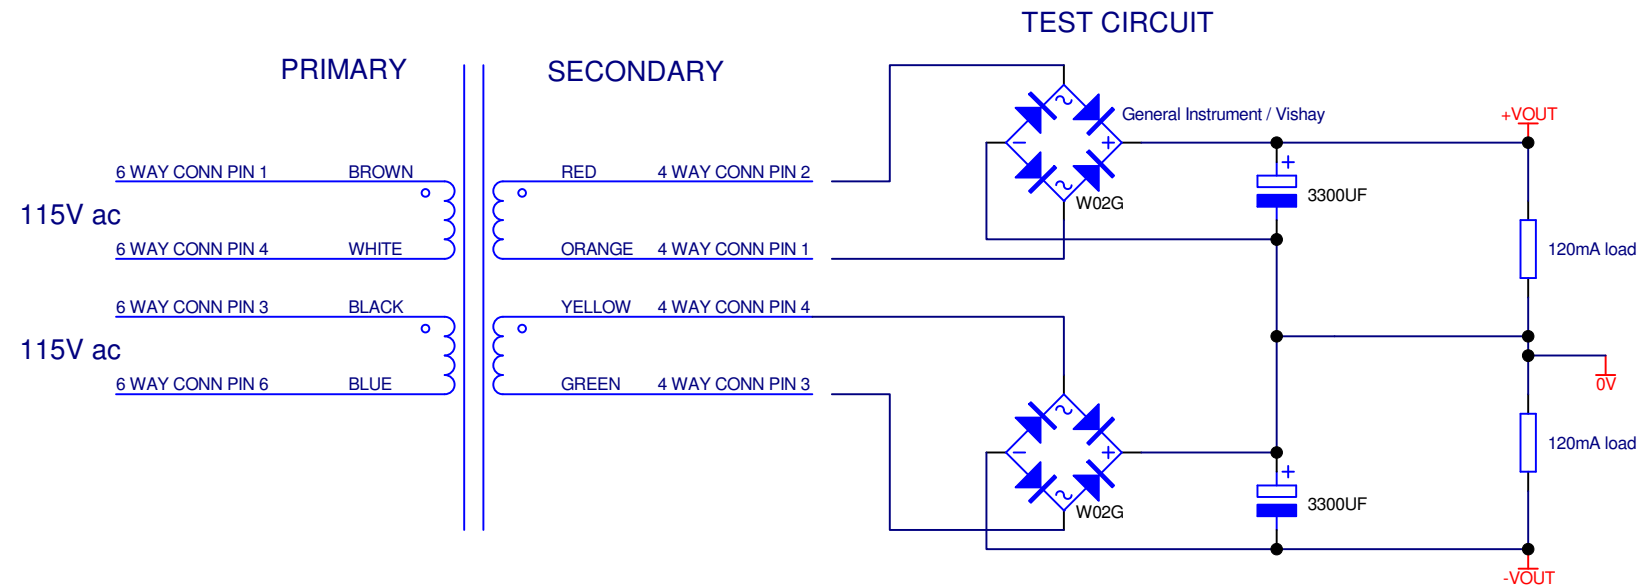 TEST CIRCUIT
PRIMARY
SECONDARY
General Instrument / Vishay
+VOUT
6 WAY CONN PIN 1
BROWN
RED
4 WAY CONN PIN 2
-
+
+
W02G
3300UF
115V ac
6 WAY CONN PIN 4
WHITE
ORANGE
4 WAY CONN PIN 1
120mA load
6 WAY CONN PIN 3
BLACK
YELLOW
4 WAY CONN PIN 4
115V ac
6 WAY CONN PIN 6
BLUE
GREEN
4 WAY CONN PIN 3
0V
120mA load
-
+
+
W02G
3300UF
-VOUT